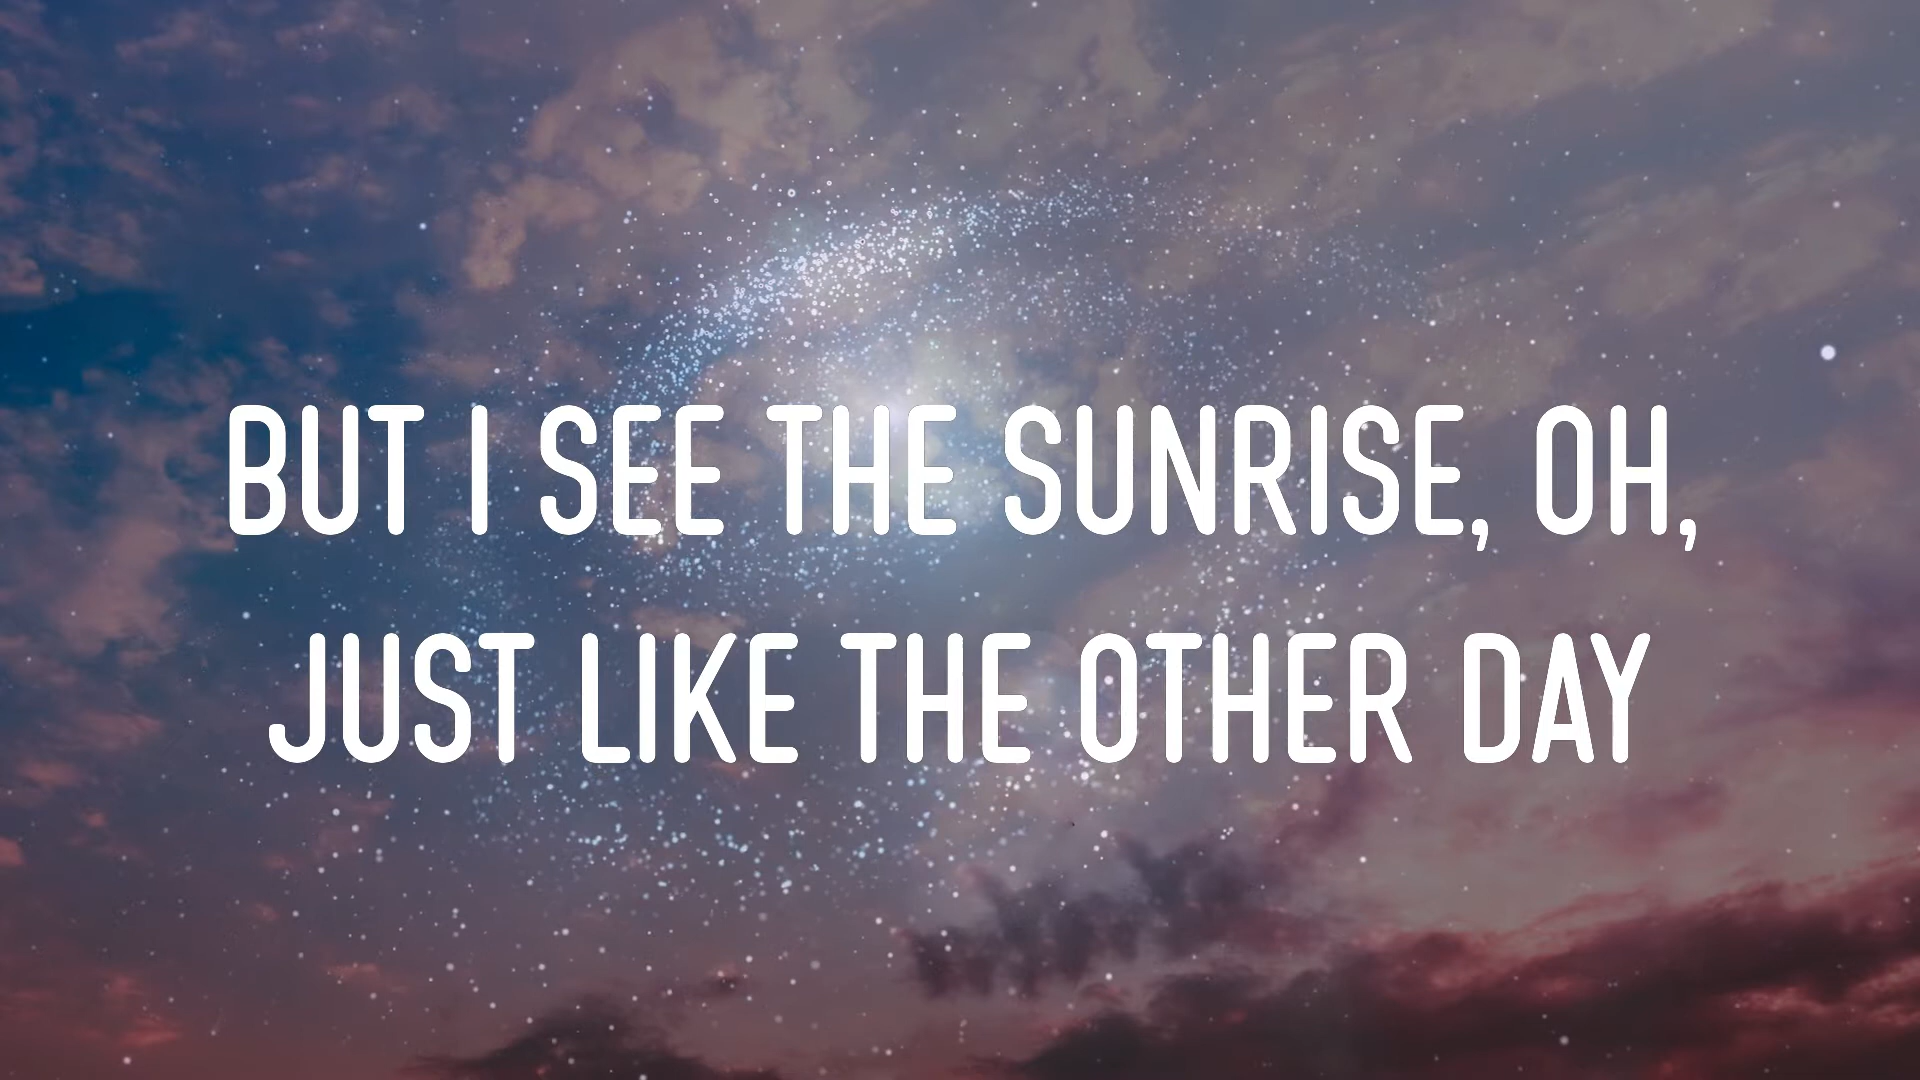 BUT I SEE THE SUNRISE, OH,
JUST LIKE THE OTHER DAY